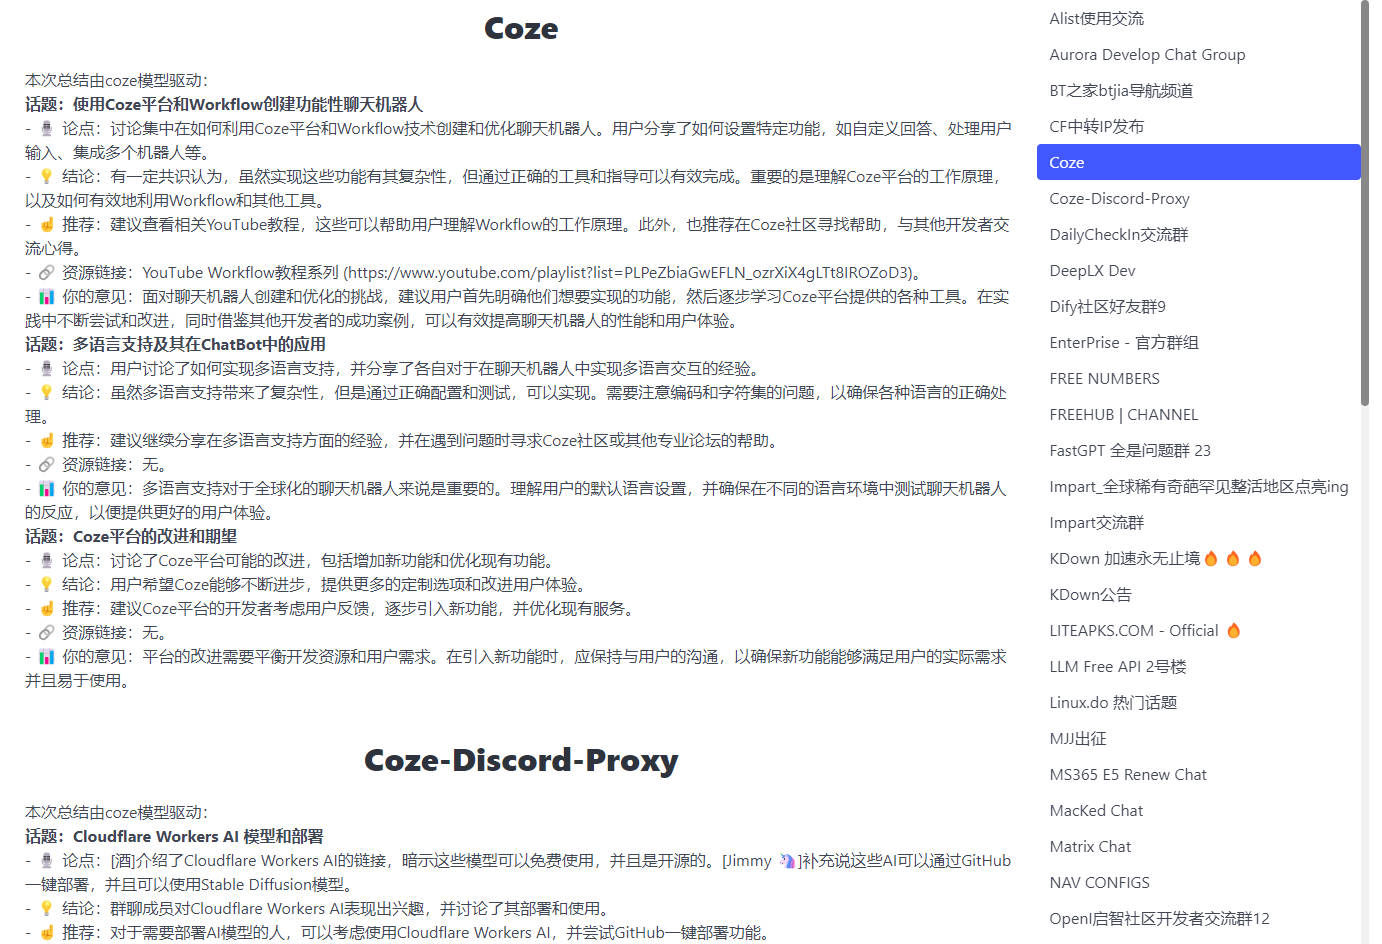 Coze
本次总结由coze模型驱动：
话题：使用Coze平台和Workflow创建功能性聊天机器人
- 🎙️ 论点：讨论集中在如何利用Coze平台和Workflow技术创建和优化聊天机器人。用户分享了如何设置特定功能，如自定义回答、处理用户
输入、集成多个机器人等。
- 💡 结论：有一定共识认为，虽然实现这些功能有其复杂性，但通过正确的工具和指导可以有效完成。重要的是理解Coze平台的工作原理，
以及如何有效地利用Workflow和其他工具。
- ☝️ 推荐：建议查看相关YouTube教程，这些可以帮助用户理解Workflow的工作原理。此外，也推荐在Coze社区寻找帮助，与其他开发者交
流心得。
- 🔗 资源链接：YouTube Workflow教程系列 (https://www.youtube.com/playlist?list=PLPeZbiaGwEFLN_ozrXiX4gLTt8IROZoD3)。
- 📊 你的意见：面对聊天机器人创建和优化的挑战，建议用户首先明确他们想要实现的功能，然后逐步学习Coze平台提供的各种工具。在实
践中不断尝试和改进，同时借鉴其他开发者的成功案例，可以有效提高聊天机器人的性能和用户体验。
话题：多语言支持及其在ChatBot中的应用
- 🎙️ 论点：用户讨论了如何实现多语言支持，并分享了各自对于在聊天机器人中实现多语言交互的经验。
- 💡 结论：虽然多语言支持带来了复杂性，但是通过正确配置和测试，可以实现。需要注意编码和字符集的问题，以确保各种语言的正确处
理。
- ☝️ 推荐：建议继续分享在多语言支持方面的经验，并在遇到问题时寻求Coze社区或其他专业论坛的帮助。
- 🔗 资源链接：无。
- 📊 你的意见：多语言支持对于全球化的聊天机器人来说是重要的。理解用户的默认语言设置，并确保在不同的语言环境中测试聊天机器人
的反应，以便提供更好的用户体验。
话题：Coze平台的改进和期望
- 🎙️ 论点：讨论了Coze平台可能的改进，包括增加新功能和优化现有功能。
- 💡 结论：用户希望Coze能够不断进步，提供更多的定制选项和改进用户体验。
- ☝️ 推荐：建议Coze平台的开发者考虑用户反馈，逐步引入新功能，并优化现有服务。
- 🔗 资源链接：无。
- 📊 你的意见：平台的改进需要平衡开发资源和用户需求。在引入新功能时，应保持与用户的沟通，以确保新功能能够满足用户的实际需求
并且易于使用。
Coze-Discord-Proxy
本次总结由coze模型驱动：
话题：Cloudflare Workers AI 模型和部署
- 🎙️ 论点：[酒]介绍了Cloudflare Workers AI的链接，暗示这些模型可以免费使用，并且是开源的。[Jimmy 🦄]补充说这些AI可以通过GitHub
一键部署，并且可以使用Stable Diffusion模型。
- 💡 结论：群聊成员对Cloudflare Workers AI表现出兴趣，并讨论了其部署和使用。
- ☝️ 推荐：对于需要部署AI模型的人，可以考虑使用Cloudflare Workers AI，并尝试GitHub一键部署功能。
Alist使用交流
Aurora Develop Chat Group
BT之家btjia导航频道
CF中转IP发布
Coze
Coze-Discord-Proxy
DailyCheckIn交流群
DeepLX Dev
Dify社区好友群9
EnterPrise - 官方群组
FREE NUMBERS
FREEHUB | CHANNEL
FastGPT 全是问题群 23
Impart_全球稀有奇葩罕见整活地区点亮ing
Impart交流群
KDown 加速永无止境🔥 🔥 🔥
KDown公告
LITEAPKS.COM - Official 🔥
LLM Free API 2号楼
Linux.do 热门话题
MJJ出征
MS365 E5 Renew Chat
MacKed Chat
Matrix Chat
NAV CONFIGS
OpenI启智社区开发者交流群12